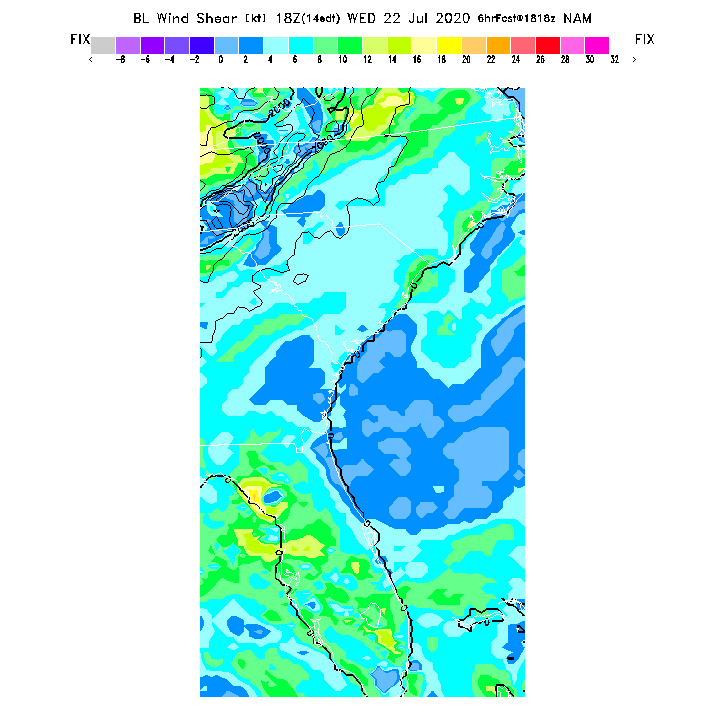 BL Wind Shear [kt] 18Z(14edt) WED 22 Jul 2020 6hrFcst@1818z NAM
FIX FIX
< -8 -6 -4 -2 0 2 4 6 8 10 12 14 16 18 20 22 24 26 28 30 32 >
2000